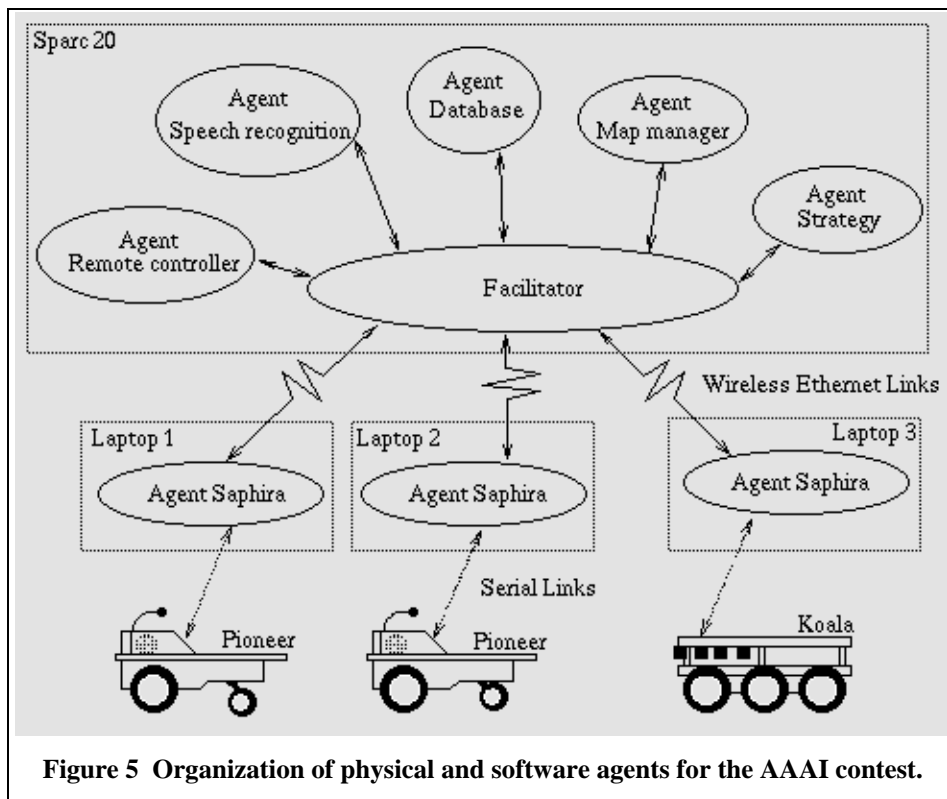 Sparc 20
Agent
Speech recognition
Agent
Database
Agent
Map manager
Agent
Strategy
Agent
Remote controller
Facilitator
Wireless Ethernet Links
Laptop 1
Agent Saphira
Laptop 2
Agent Saphira
Laptop 3
Agent Saphira
Serial Links
Pioneer
Pioneer
Koala
Figure 5 Organization of physical and software agents for the AAAI contest.